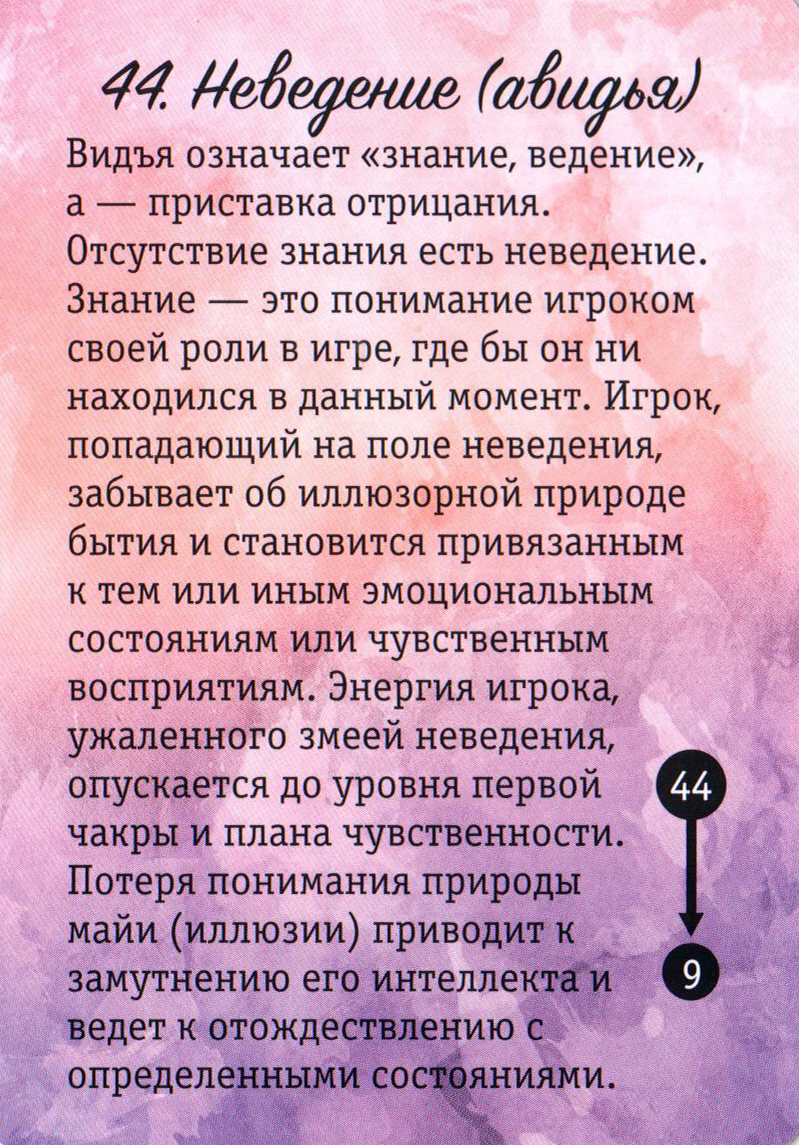 44. Неведение (авидья)
Видъя означает «знание, ведение»,
а — приставка отрицания.
Отсутствие знания есть неведение.
Знание — это понимание игроком
своей роли в игре, где бы он ни
находился в данный момент. Игрок,
попадающий на поле неведения,
забывает об иллюзорной природе
бытия и становится привязанным
к тем или иным эмоциональным
состояниям или чувственным
восприятиям. Энергия игрока,
ужаленного змеей неведения,
опускается до уровня первой
чакры и плана чувственности.
Потеря понимания природы
майи (иллюзии) приводит к
замутнению его интеллекта и
ведет к отождествлению с
определенными состояниями.
44
9